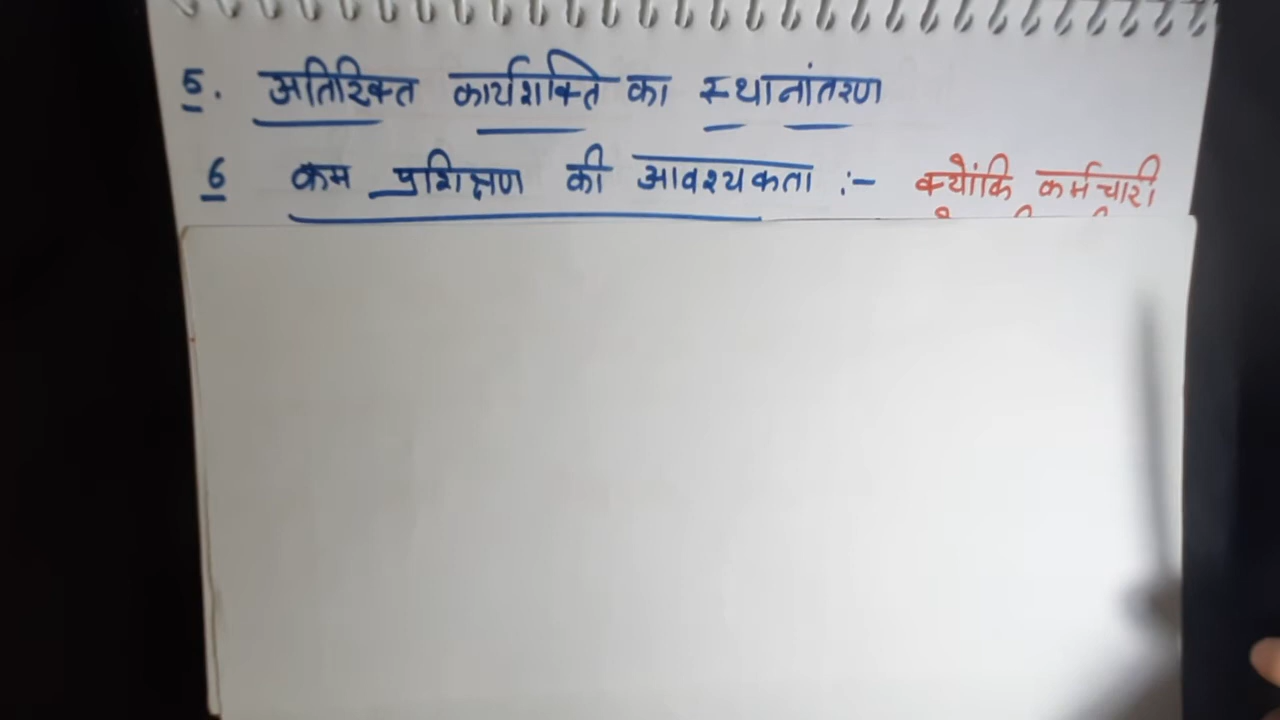 5. अतिरिक्त कार्यशक्ति का स्थानांतरण
6 कम प्रशिक्षण की आवश्यकता :- क्योंकि कर्मचारी